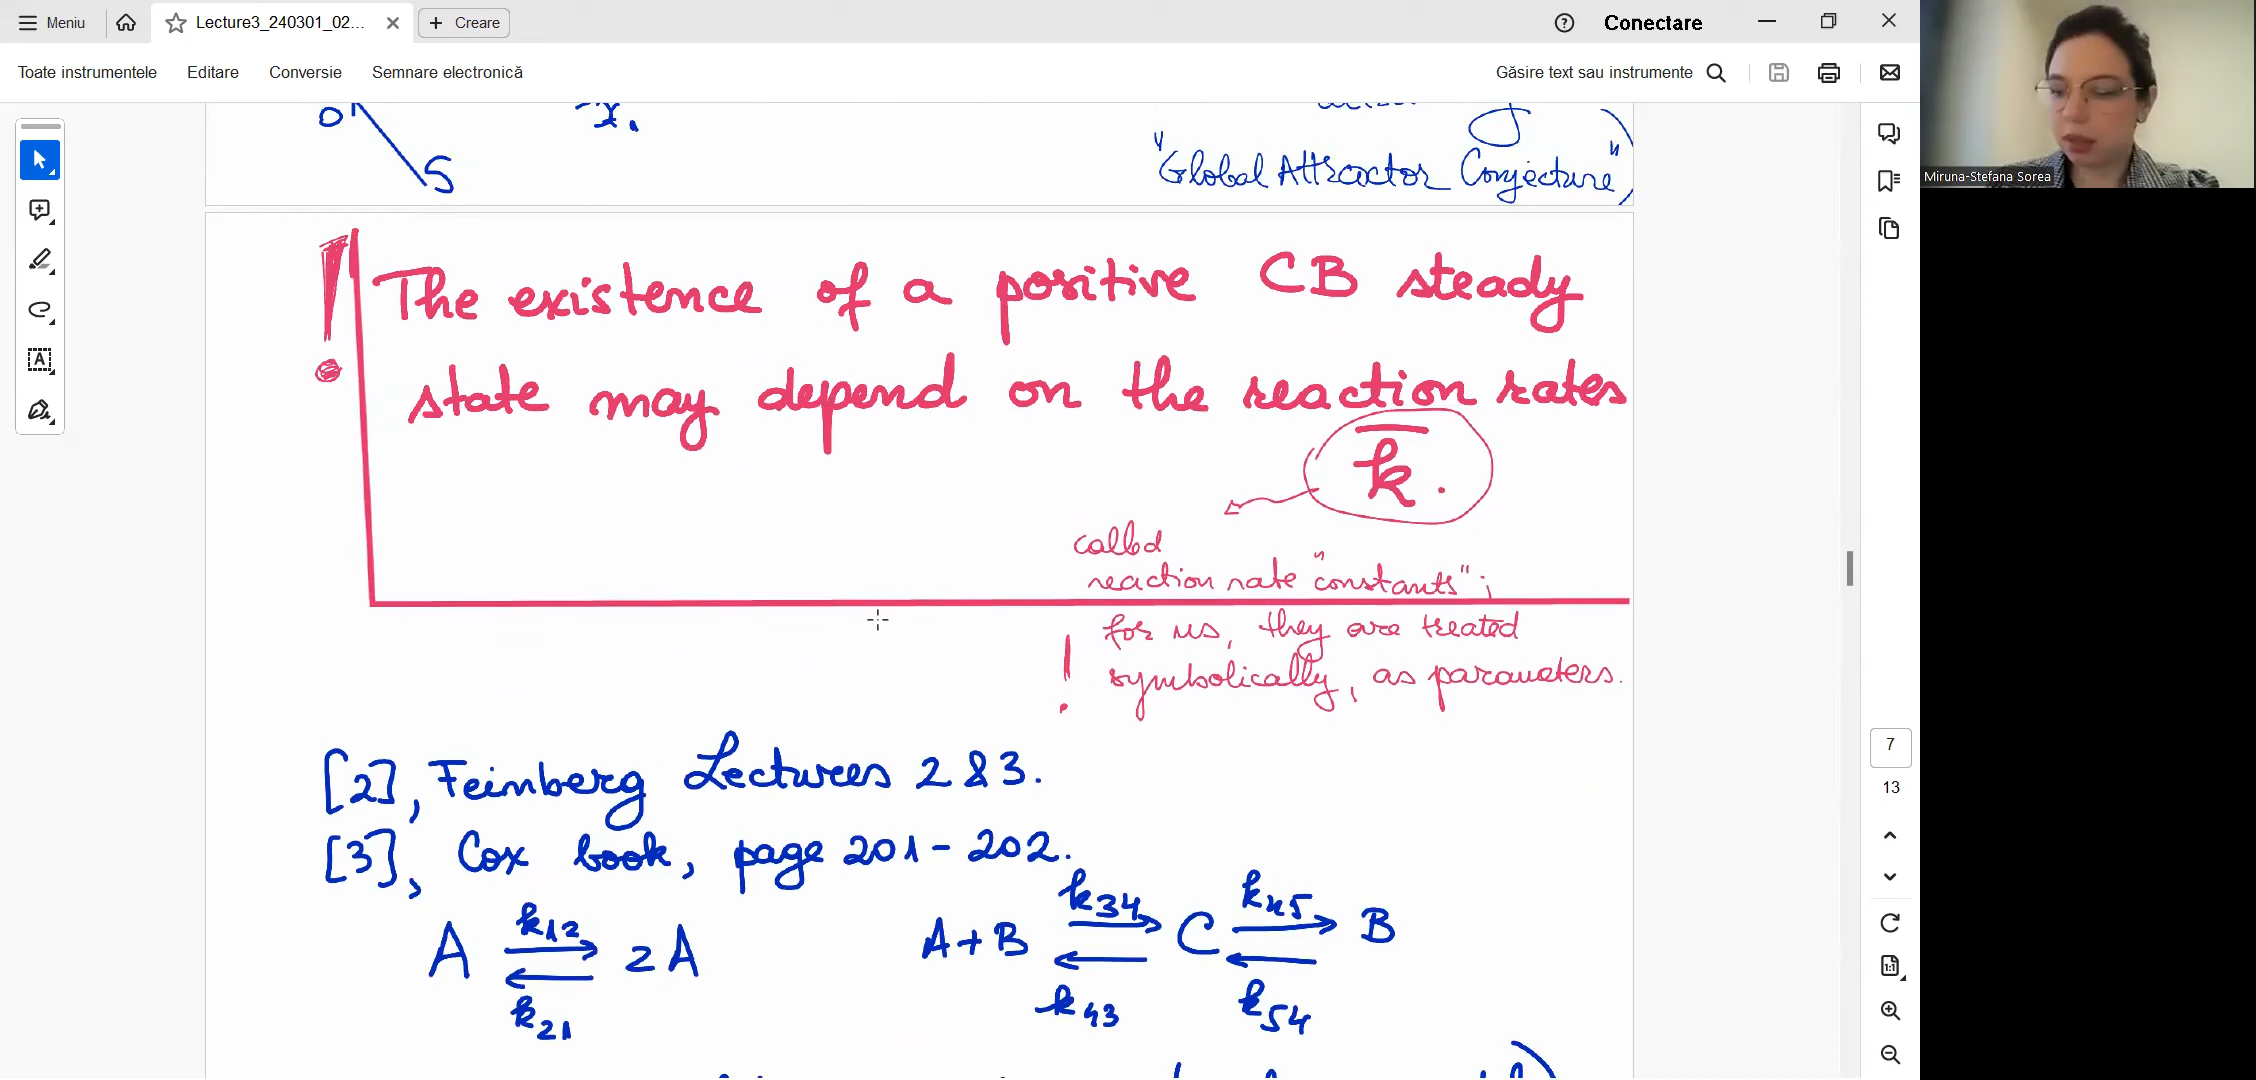 Meniu
Lecture3_240301_02...
Creare
Conectare
Toate instrumentele Editare Conversie Semnare electronică
Găsire text sau instrumente
Miruna-Stefana Sorea
0
S
x.
"Global Attractor Conjecture"
! The existence of a positive CB steady
state may depend on the reaction rates
k.
called
reaction rate "constants";
for us, they are treated
! symbolically, as parameters.
[2], Feinberg Lectures 2 & 3.
[3], Cox book, page 201 - 202.
k12 k34 k45
A 2A A + B C B
k21 k43 k54
7
13